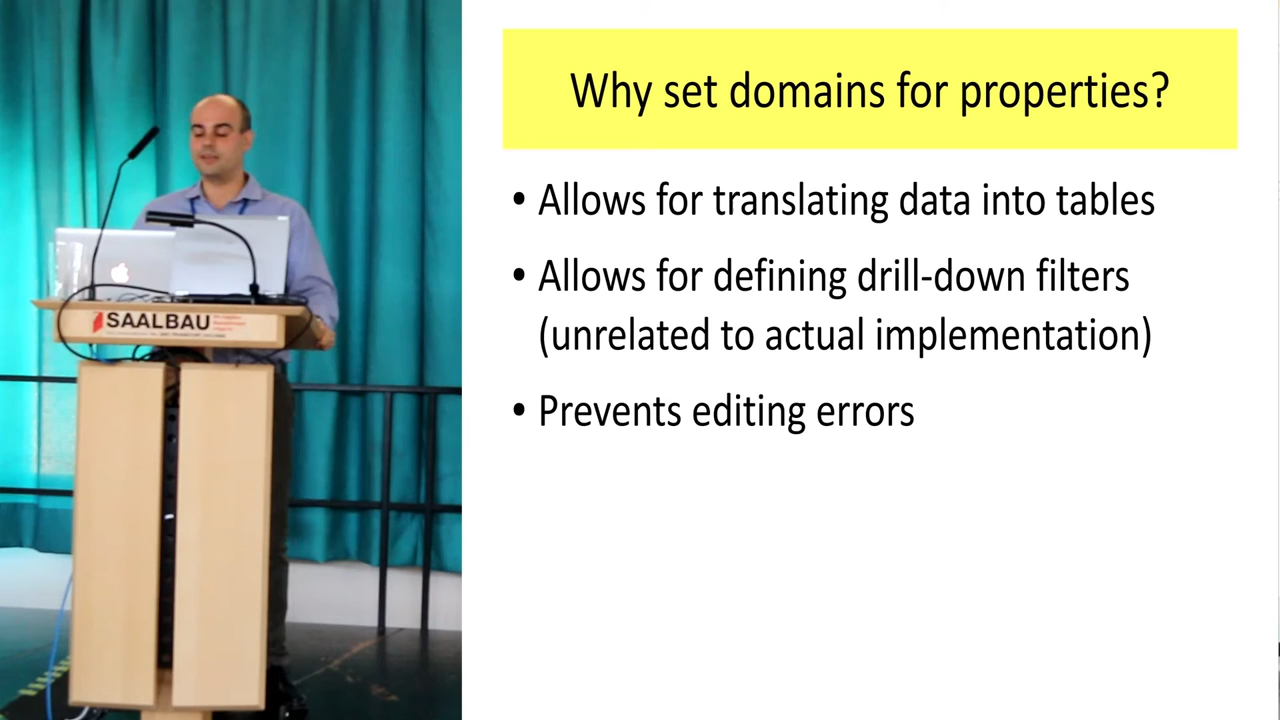 Why set domains for properties?
• Allows for translating data into tables
• Allows for defining drill-down filters
(unrelated to actual implementation)
• Prevents editing errors
SAALBAU